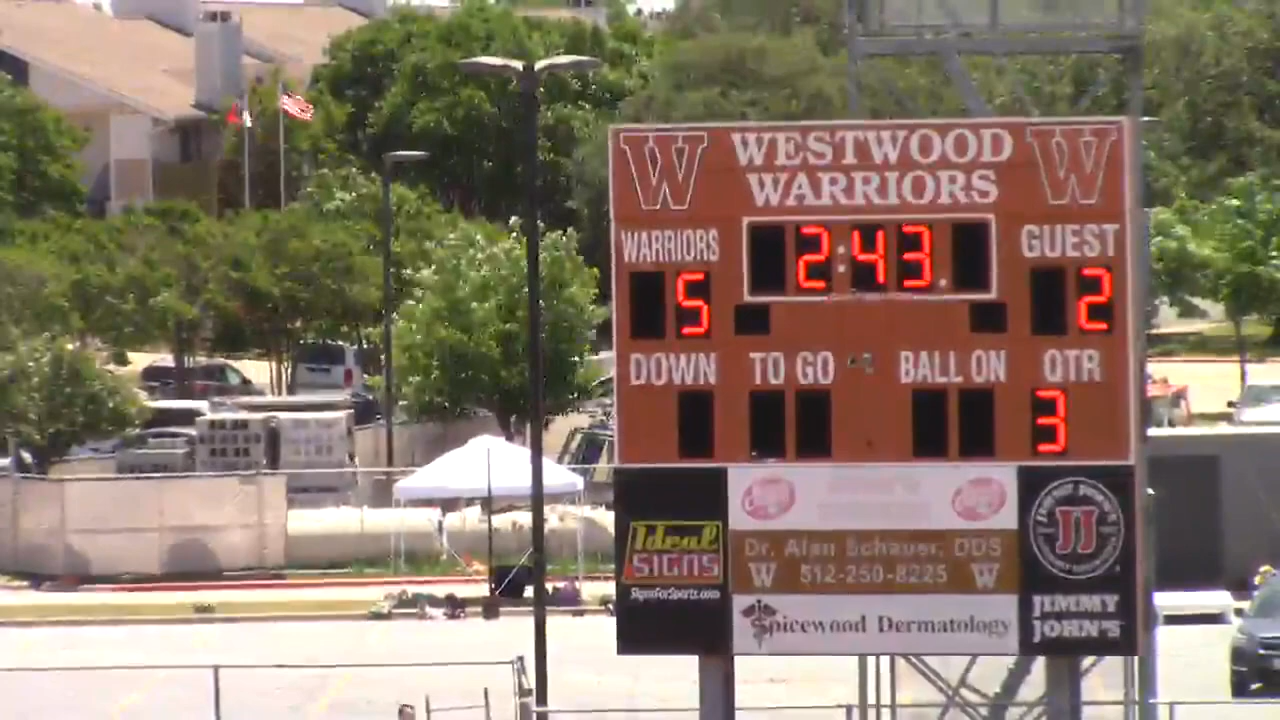 W WESTWOOD W
WARRIORS
WARRIORS 2:43 GUEST
5 2
DOWN TO GO BALL ON QTR
3
Ideal
SIGNS
SignsForSports.com
Dr. Alan Schauer, DDS
W 512-250-8225 W
Spicewood Dermatology
JJ
JIMMY
JOHN'S